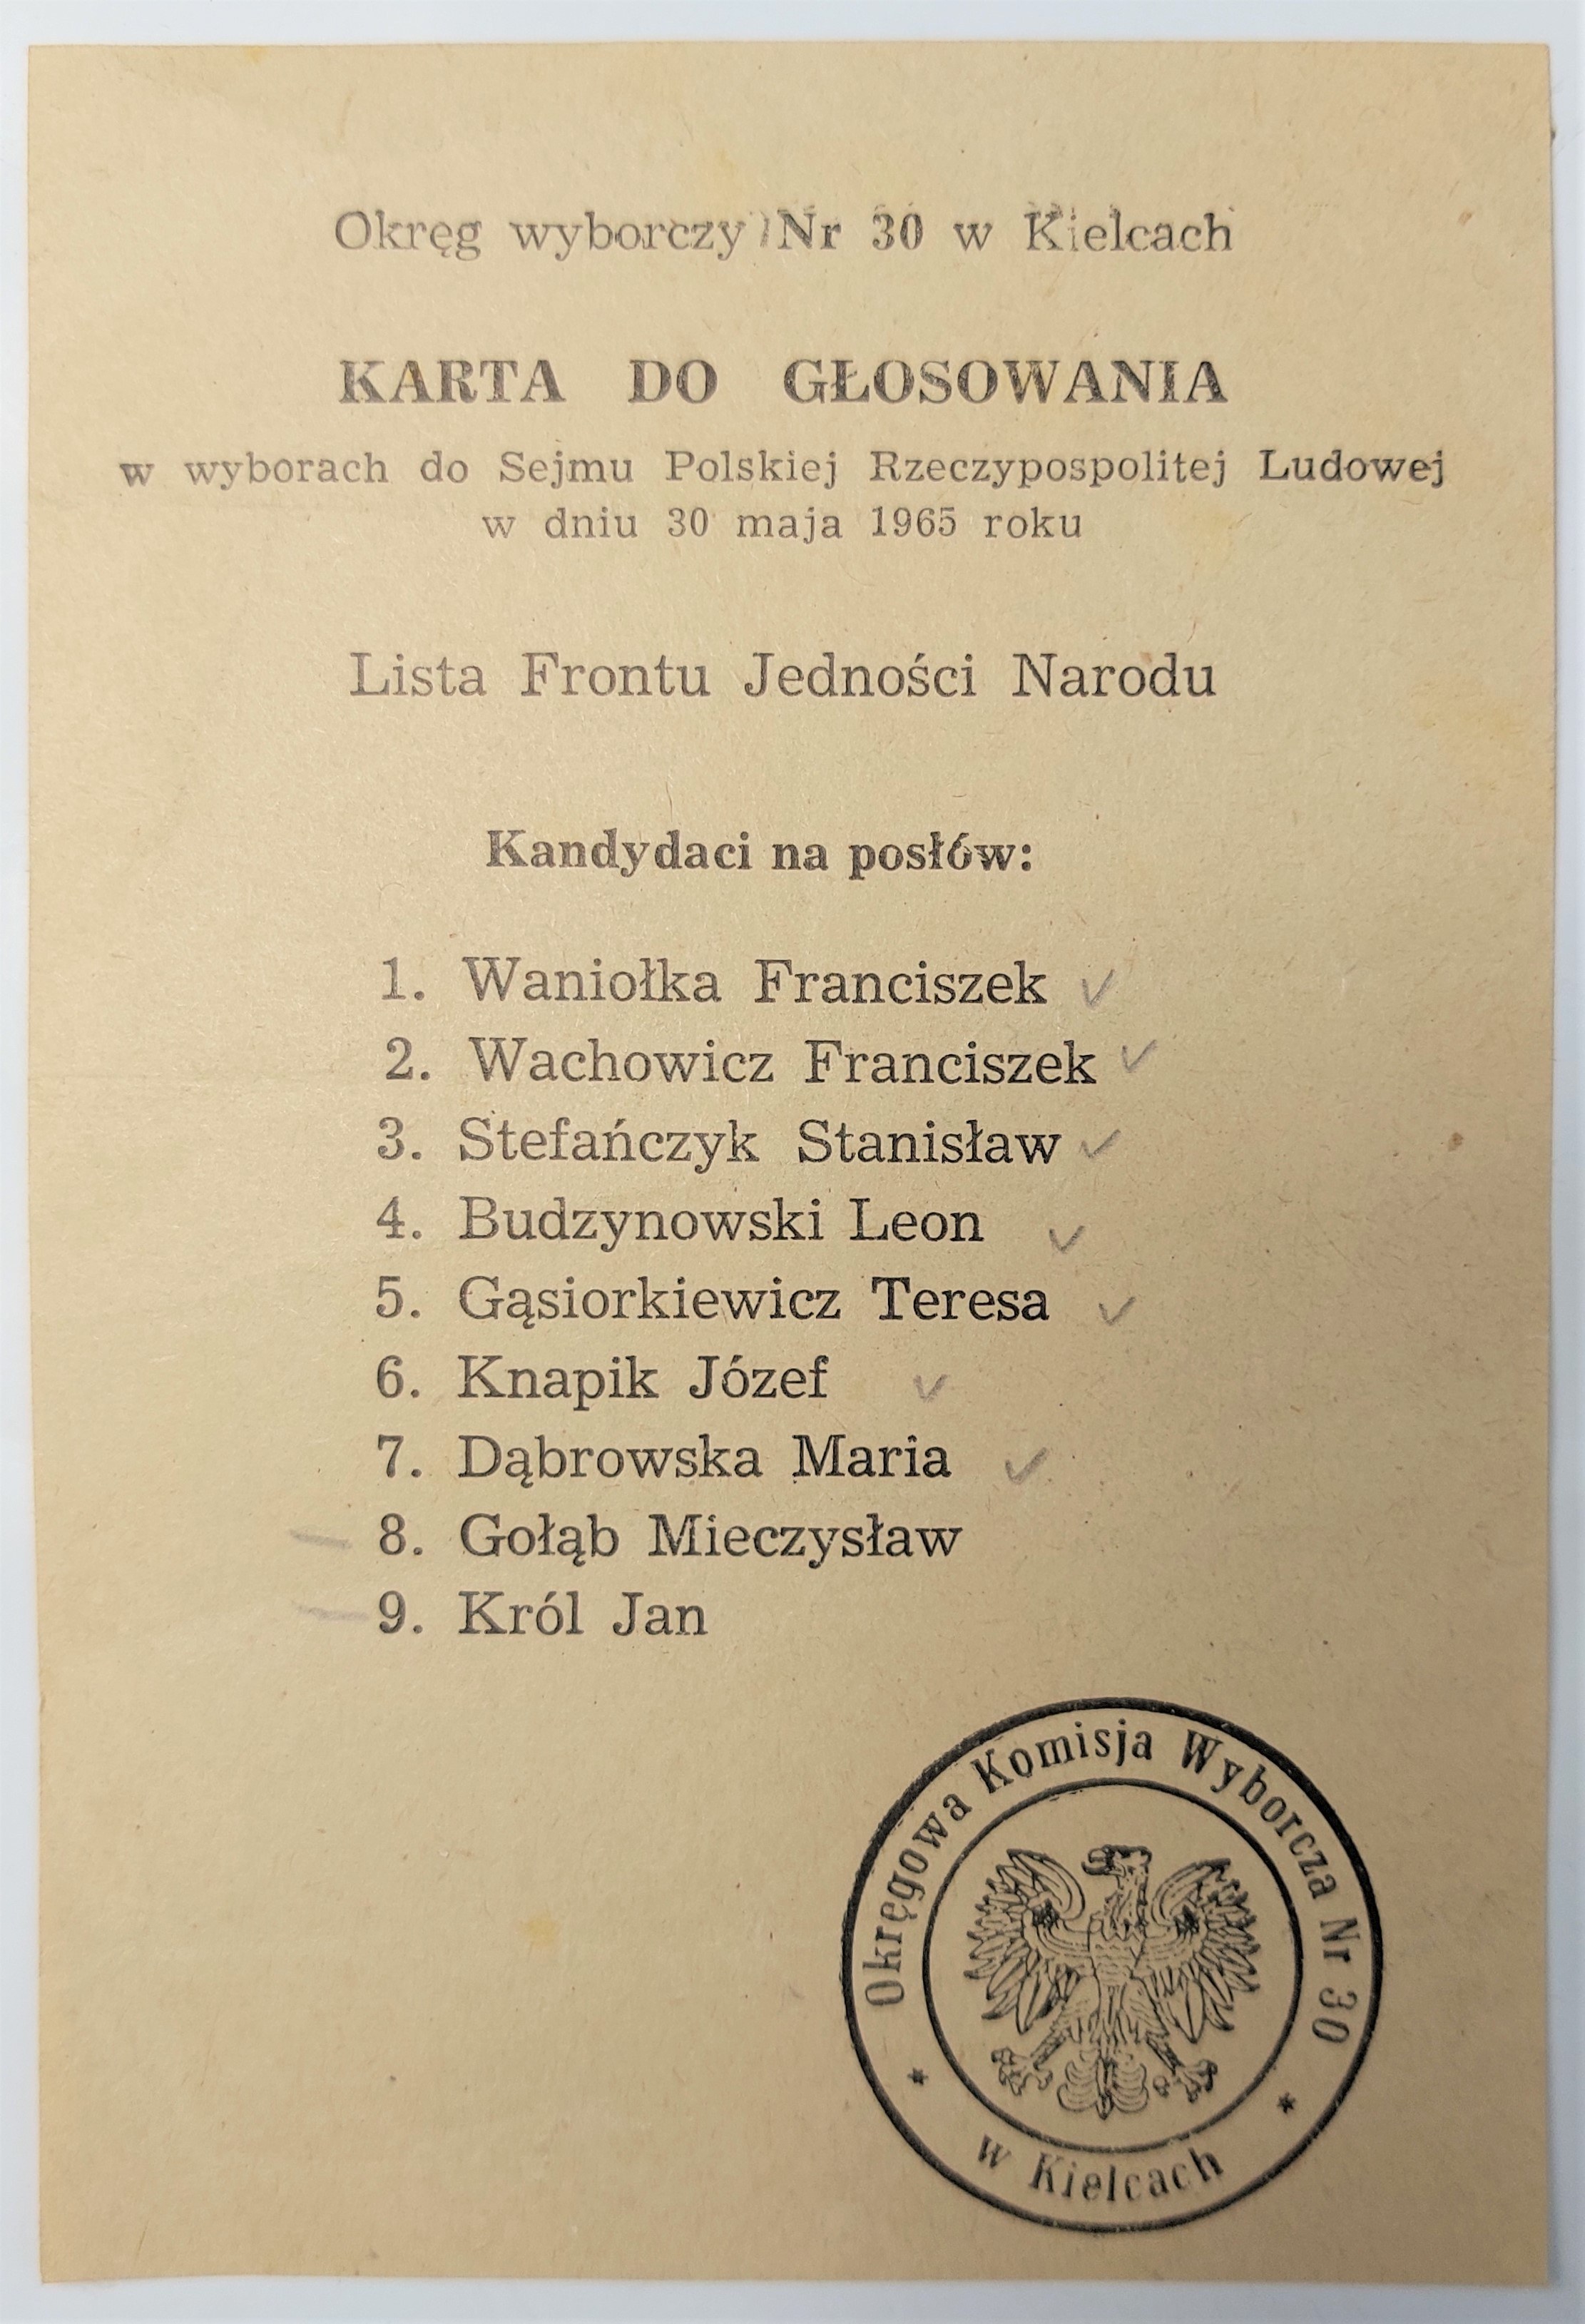 Okręg wyborczy Nr 30 w Kielcach
KARTA DO GŁOSOWANIA
w wyborach do Sejmu Polskiej Rzeczypospolitej Ludowej
w dniu 30 maja 1965 roku
Lista Frontu Jedności Narodu
Kandydaci na posłów:
1. Waniołka Franciszek
2. Wachowicz Franciszek
3. Stefańczyk Stanisław
4. Budzynowski Leon
5. Gąsiorkiewicz Teresa
6. Knapik Józef
7. Dąbrowska Maria
8. Gołąb Mieczysław
9. Król Jan
Okręgowa Komisja Wyborcza Nr 30
* w Kielcach *